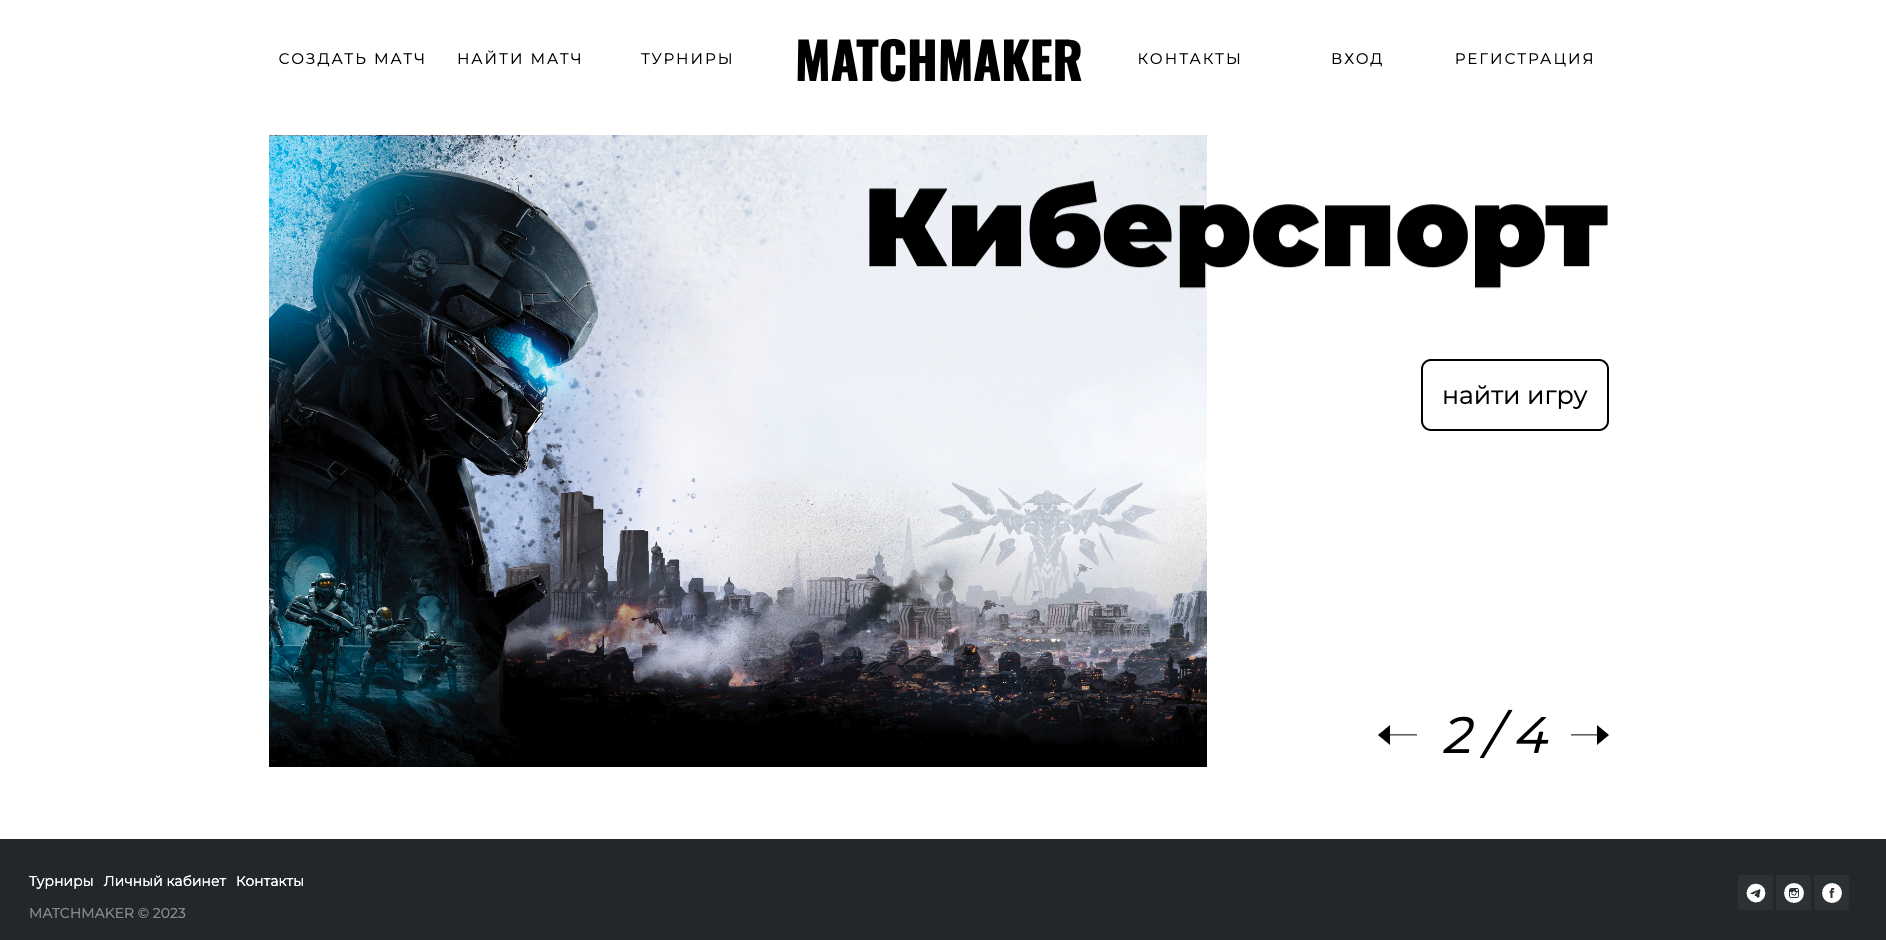 СОЗДАТЬ МАТЧ НАЙТИ МАТЧ ТУРНИРЫ MATCHMAKER КОНТАКТЫ ВХОД РЕГИСТРАЦИЯ
Киберспорт
найти игру
2/4
Турниры Личный кабинет Контакты
MATCHMAKER © 2023